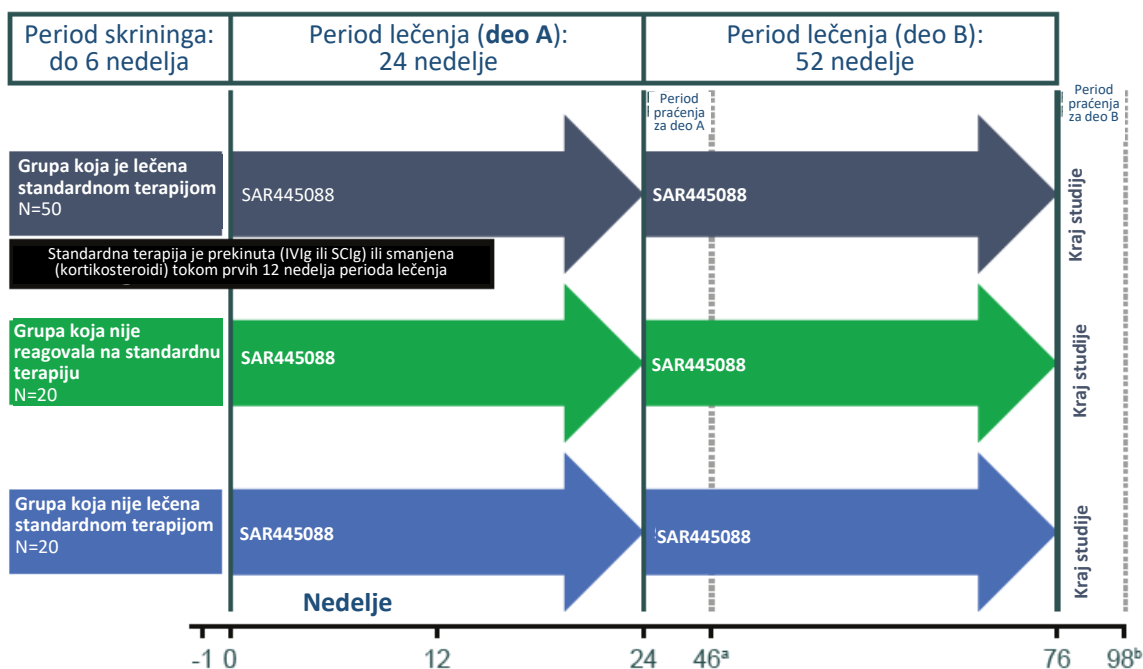 Period skrininga:
do 6 nedelja
Period lečenja (deo A):
24 nedelje
Period lečenja (deo B):
52 nedelje
Period
praćenja
za deo A
Period
praćenja
za deo B
Grupa koja je lečena
standardnom terapijom
N=50
SAR445088
SAR445088
Kraj studije
Standardna terapija je prekinuta (IVIg ili SCIg) ili smanjena
(kortikosteroidi) tokom prvih 12 nedelja perioda lečenja
Grupa koja nije
reagovala na standardnu
terapiju
N=20
SAR445088
SAR445088
Kraj studije
Grupa koja nije lečena
standardnom terapijom
N=20
SAR445088
SAR445088
Kraj studije
Nedelje
-1 0 12 24 46ᵃ 76 98ᵇ